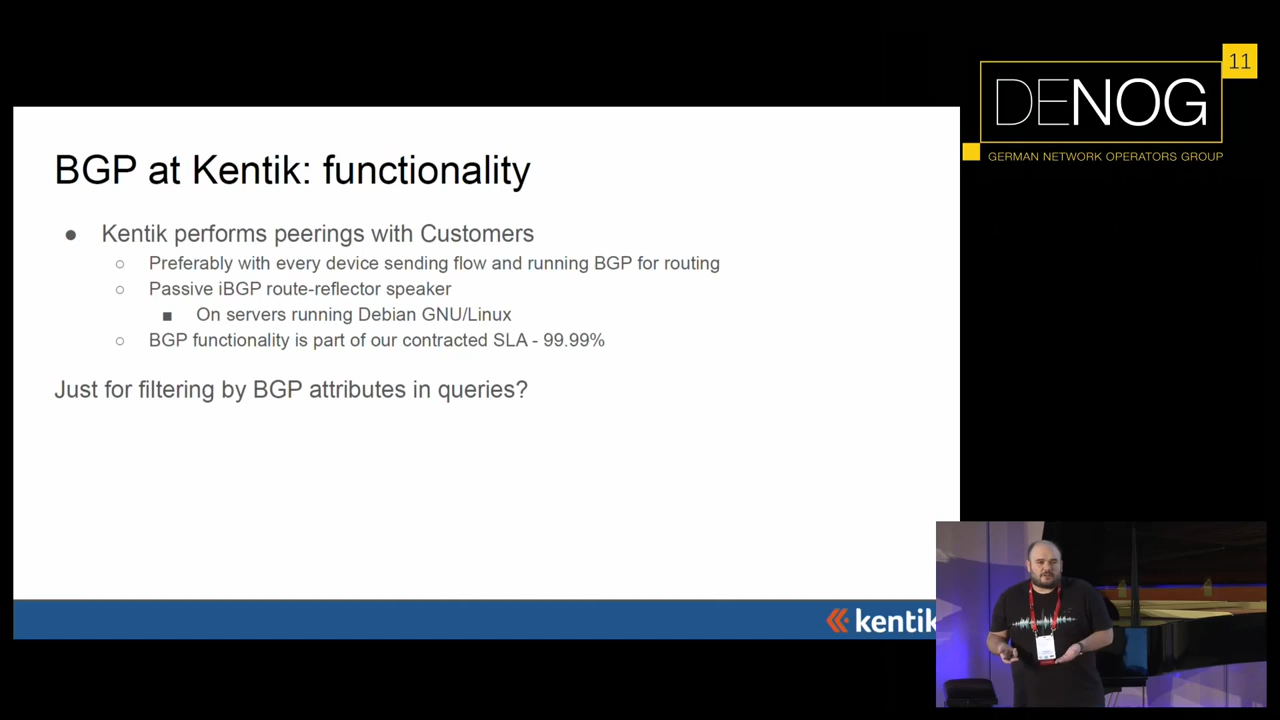 11
DENOG
GERMAN NETWORK OPERATORS GROUP
BGP at Kentik: functionality
● Kentik performs peerings with Customers
○ Preferably with every device sending flow and running BGP for routing
○ Passive iBGP route-reflector speaker
■ On servers running Debian GNU/Linux
○ BGP functionality is part of our contracted SLA - 99.99%
Just for filtering by BGP attributes in queries?
kentik